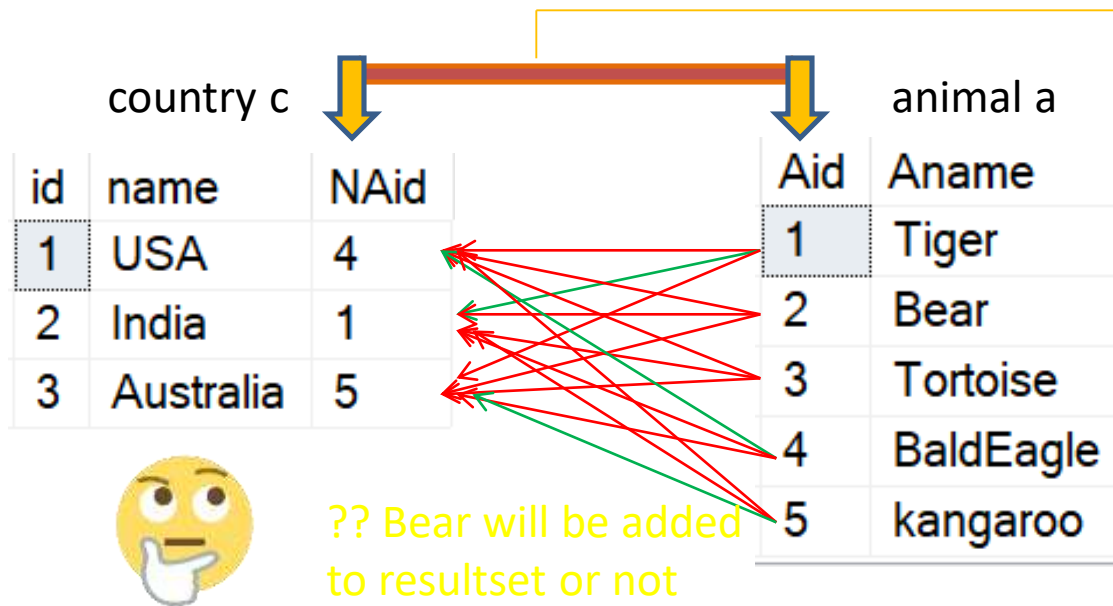 country c
id name NAid
1 USA 4
2 India 1
3 Australia 5
animal a
Aid Aname
1 Tiger
2 Bear
3 Tortoise
4 BaldEagle
5 kangaroo
?? Bear will be added
to resultset or not